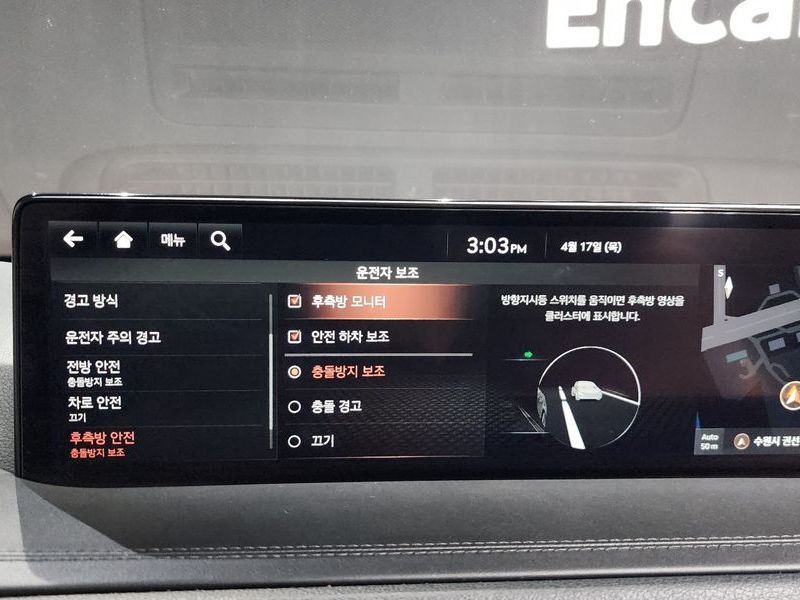 Encar
메뉴
3:03PM
4월 17일(목)
운전자 보조
경고 방식
운전자 주의 경고
전방 안전
충돌방지 보조
차로 안전
끄기
후측방 안전
충돌방지 보조
후측방 모니터
안전 하차 보조
충돌방지 보조
충돌 경고
끄기
방향지시등 스위치를 움직이면 후측방 영상을
클러스터에 표시합니다.
S
Auto
50m
수원시 권선